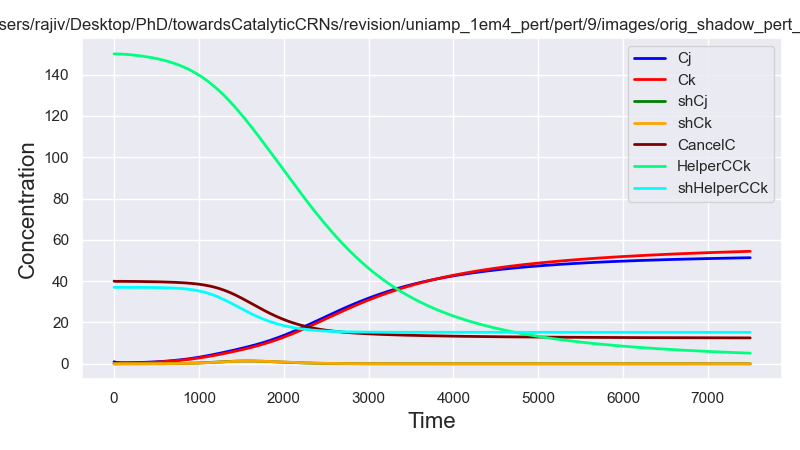 sers/rajiv/Desktop/PhD/towardsCatalyticCRNs/revision/uniamp_1em4_pert/pert/9/images/orig_shadow_pert_
Concentration
140
120
100
80
60
40
20
0
Cj
Ck
shCj
shCk
CancelC
HelperCCk
shHelperCCk
0 1000 2000 3000 4000 5000 6000 7000
Time